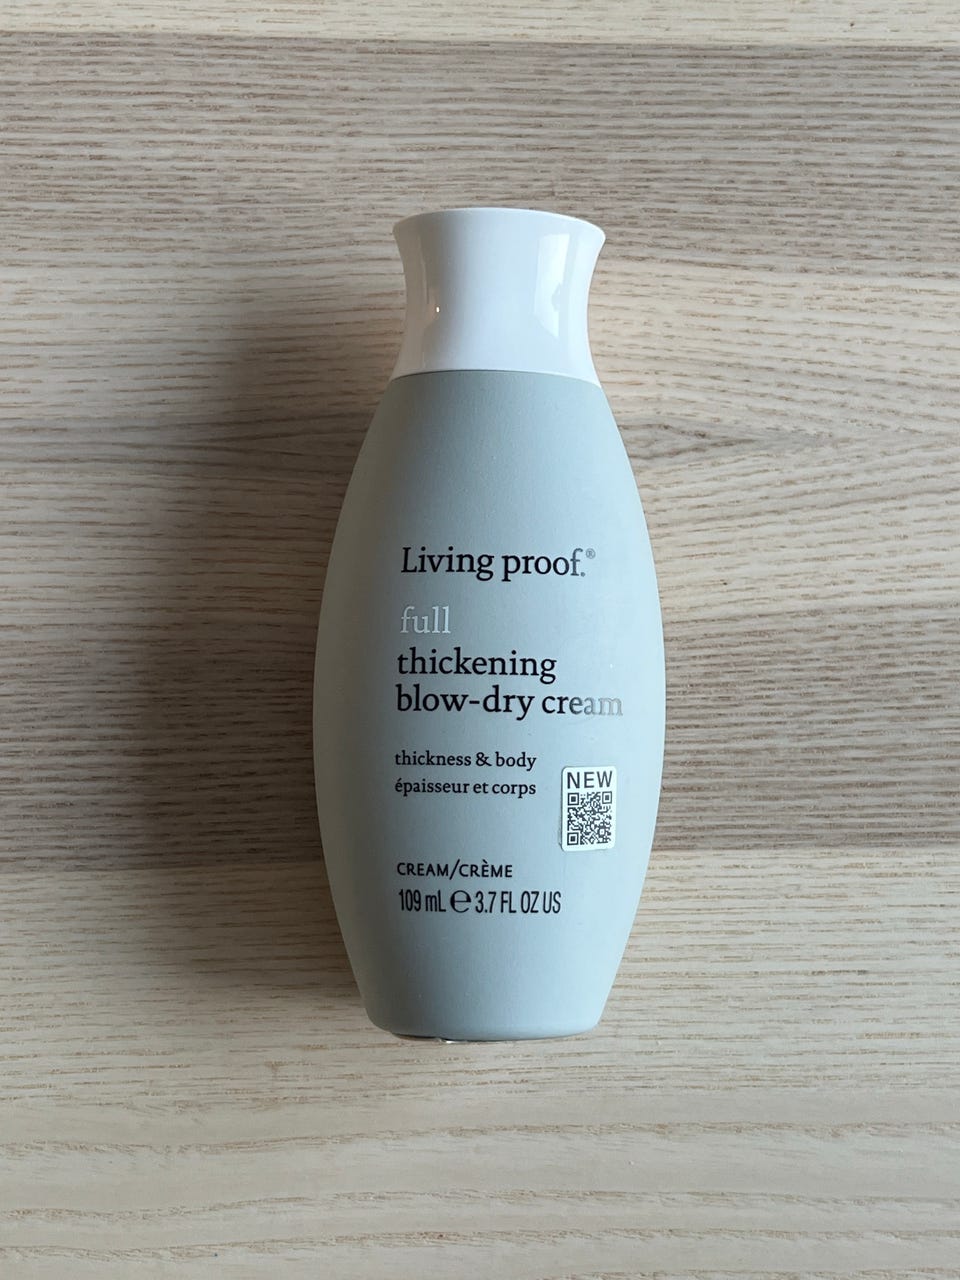 Living proof.®
full
thickening
blow-dry cream
thickness & body
épaisseur et corps
NEW
CREAM/CRÈME
109 mL ℮ 3.7 FL OZ US